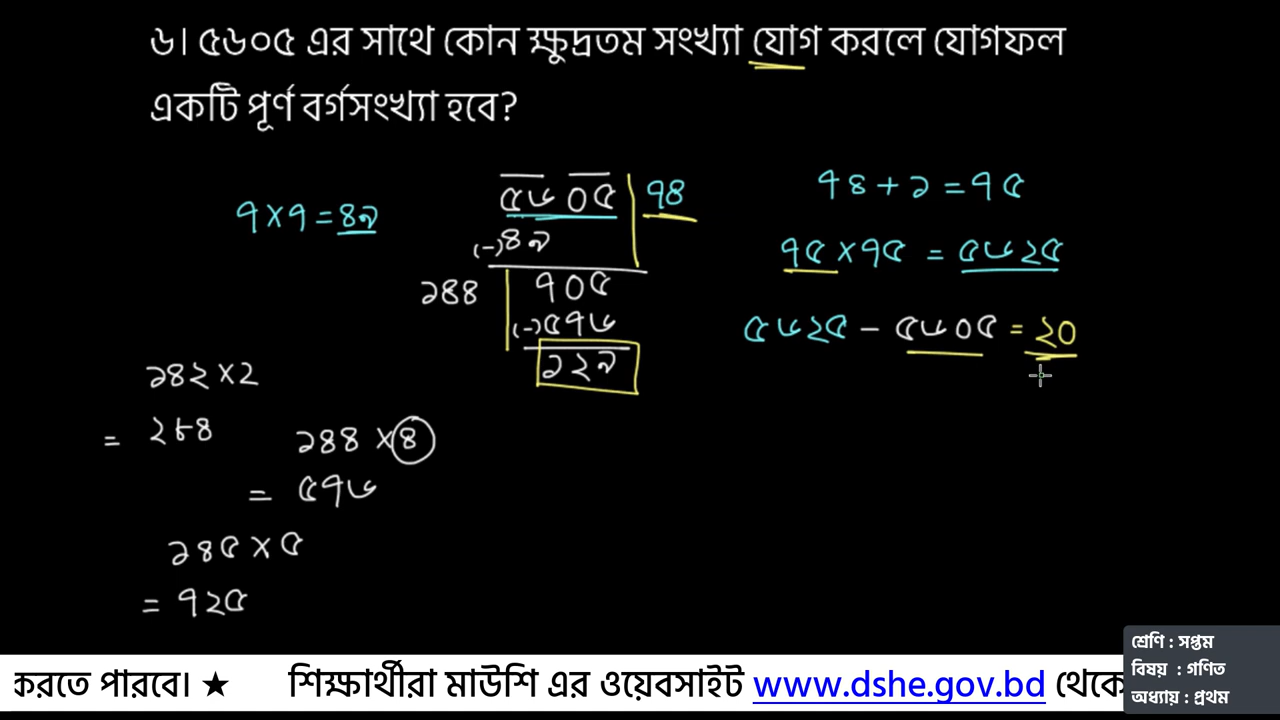 ৬। ৫৬০৫ এর সাথে কোন ক্ষুদ্রতম সংখ্যা যোগ করলে যোগফল
একটি পূর্ণ বর্গসংখ্যা হবে?
৭×৭ = ৪৯
৫৬ ০৫ | ৭৪
(-) ৪৯
১৪৪ | ৭০৫
(-) ৫৭৬
১২৯
১৪২ × ২
= ২৮৪
১৪৪ × ৪
= ৫৭৬
১৪৫ × ৫
= ৭২৫
৭৪ + ১ = ৭৫
৭৫ × ৭৫ = ৫৬২৫
৫৬২৫ - ৫৬০৫ = ২০
শ্রেণি : সপ্তম
বিষয় : গণিত
অধ্যায় : প্রথম
করতে পারবে। ★ শিক্ষার্থীরা মাউশি এর ওয়েবসাইট www.dshe.gov.bd থেকে